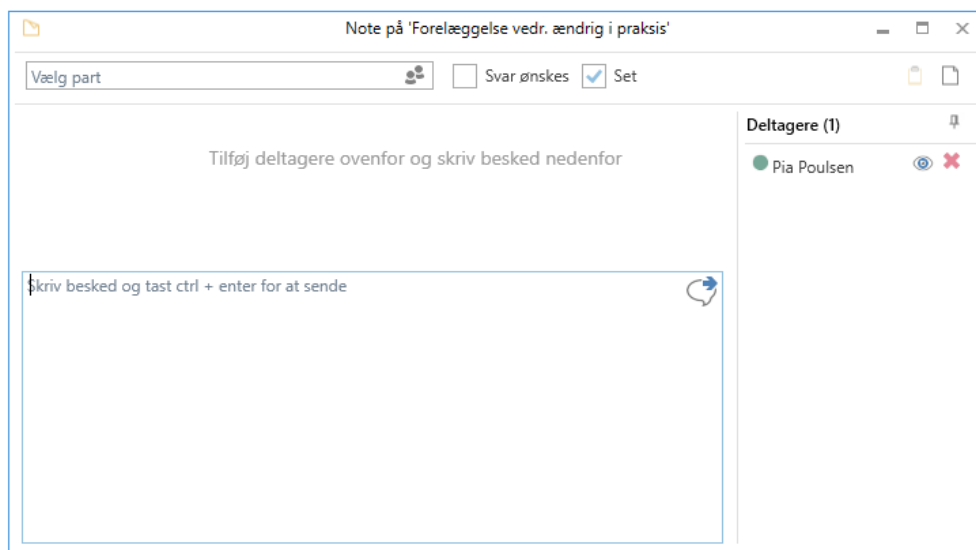 Note på 'Forelæggelse vedr. ændrig i praksis'
Vælg part
Svar ønskes
Set
Deltagere (1)
Tilføj deltagere ovenfor og skriv besked nedenfor
Pia Poulsen
Skriv besked og tast ctrl + enter for at sende